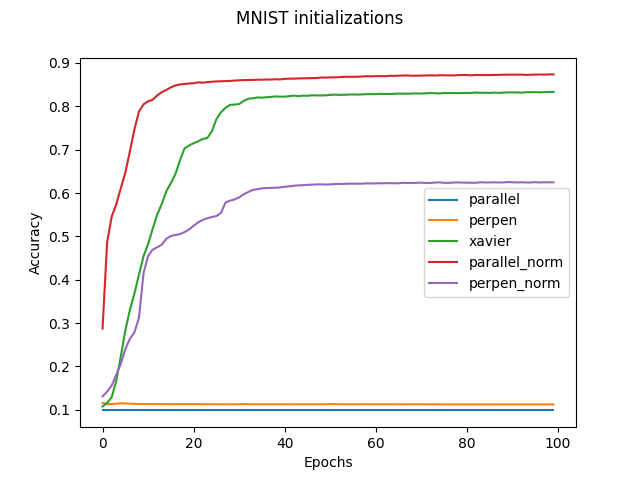 MNIST initializations
0.9
0.8
0.7
0.6
0.5
0.4
0.3
0.2
0.1
Accuracy
parallel
perpen
xavier
parallel_norm
perpen_norm
0 20 40 60 80 100
Epochs